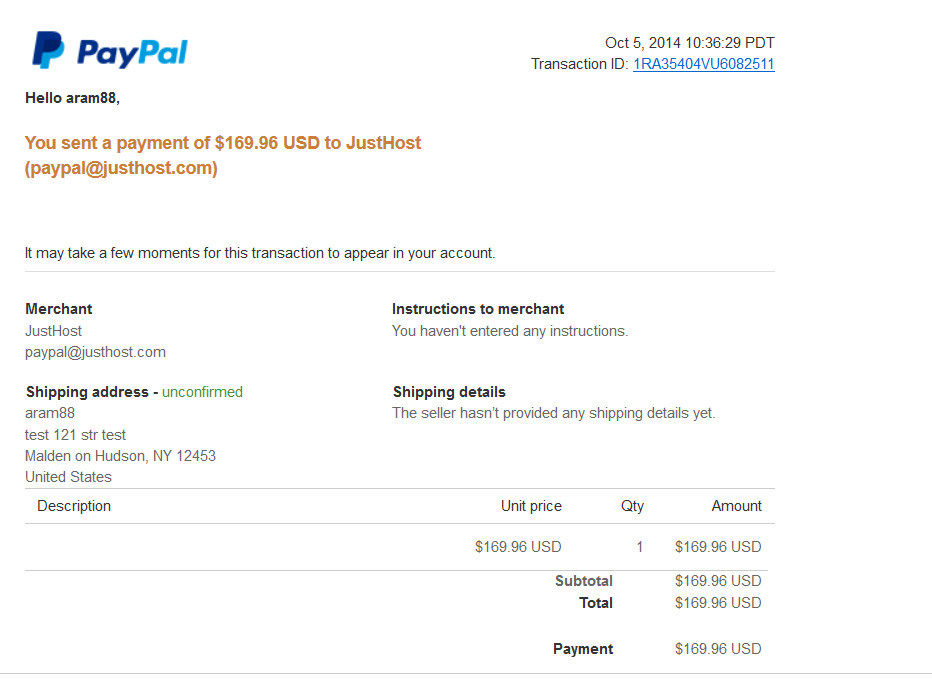 PayPal
Oct 5, 2014 10:36:29 PDT
Transaction ID: 1RA35404VU6082511
Hello aram88,
You sent a payment of $169.96 USD to JustHost
(paypal@justhost.com)
It may take a few moments for this transaction to appear in your account.
Merchant
JustHost
paypal@justhost.com
Instructions to merchant
You haven't entered any instructions.
Shipping address - unconfirmed
aram88
test 121 str test
Malden on Hudson, NY 12453
United States
Shipping details
The seller hasn’t provided any shipping details yet.
Description Unit price Qty Amount
$169.96 USD 1 $169.96 USD
Subtotal $169.96 USD
Total $169.96 USD
Payment $169.96 USD